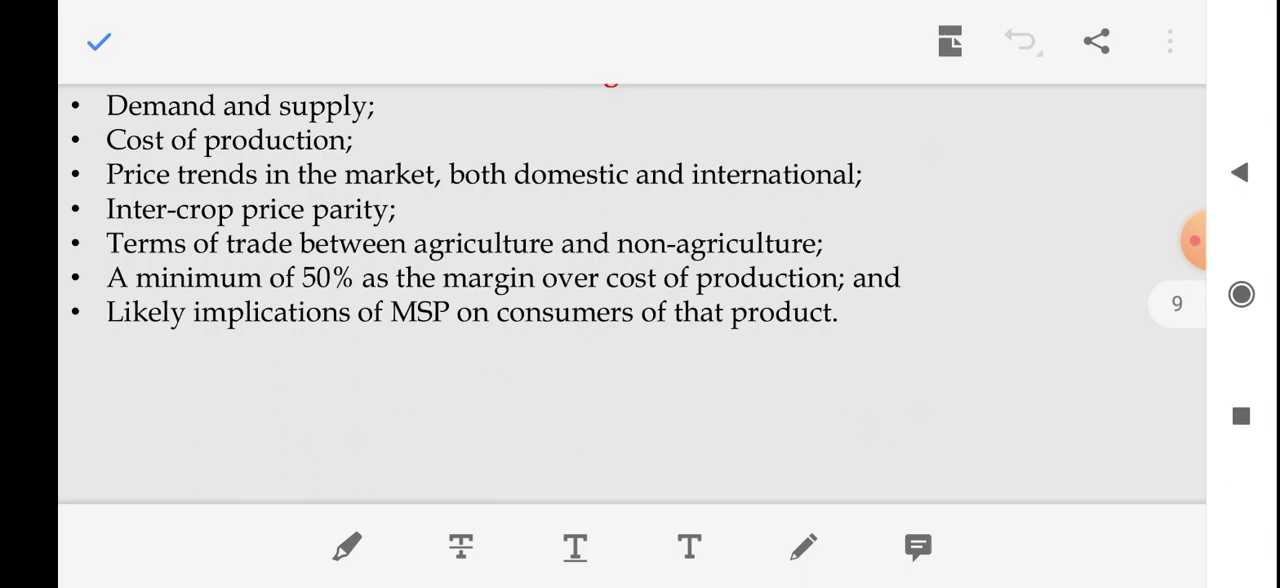 • Demand and supply;
• Cost of production;
• Price trends in the market, both domestic and international;
• Inter-crop price parity;
• Terms of trade between agriculture and non-agriculture;
• A minimum of 50% as the margin over cost of production; and
• Likely implications of MSP on consumers of that product.
9